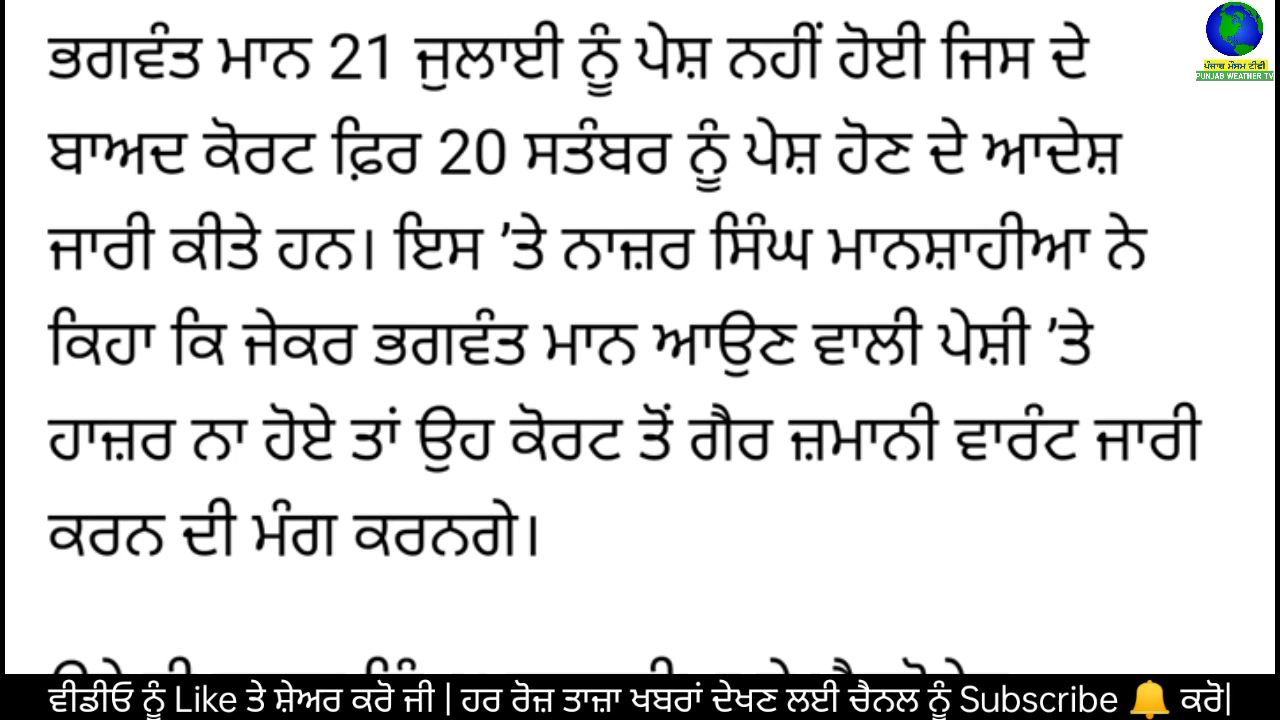 ਭਗਵੰਤ ਮਾਨ 21 ਜੁਲਾਈ ਨੂੰ ਪੇਸ਼ ਨਹੀਂ ਹੋਈ ਜਿਸ ਦੇ
ਬਾਅਦ ਕੋਰਟ ਫ਼ਿਰ 20 ਸਤੰਬਰ ਨੂੰ ਪੇਸ਼ ਹੋਣ ਦੇ ਆਦੇਸ਼
ਜਾਰੀ ਕੀਤੇ ਹਨ। ਇਸ ’ਤੇ ਨਾਜ਼ਰ ਸਿੰਘ ਮਾਨਸ਼ਾਹੀਆ ਨੇ
ਕਿਹਾ ਕਿ ਜੇਕਰ ਭਗਵੰਤ ਮਾਨ ਆਉਣ ਵਾਲੀ ਪੇਸ਼ੀ ’ਤੇ
ਹਾਜ਼ਰ ਨਾ ਹੋਏ ਤਾਂ ਉਹ ਕੋਰਟ ਤੋਂ ਗੈਰ ਜ਼ਮਾਨੀ ਵਾਰੰਟ ਜਾਰੀ
ਕਰਨ ਦੀ ਮੰਗ ਕਰਨਗੇ।
ਪੰਜਾਬ ਮੌਸਮ ਟੀਵੀ
PUNJAB WEATHER TV
ਵੀਡੀਓ ਨੂੰ Like ਤੇ ਸ਼ੇਅਰ ਕਰੋ ਜੀ | ਹਰ ਰੋਜ਼ ਤਾਜ਼ਾ ਖਬਰਾਂ ਦੇਖਣ ਲਈ ਚੈਨਲ ਨੂੰ Subscribe 🔔 ਕਰੋ|